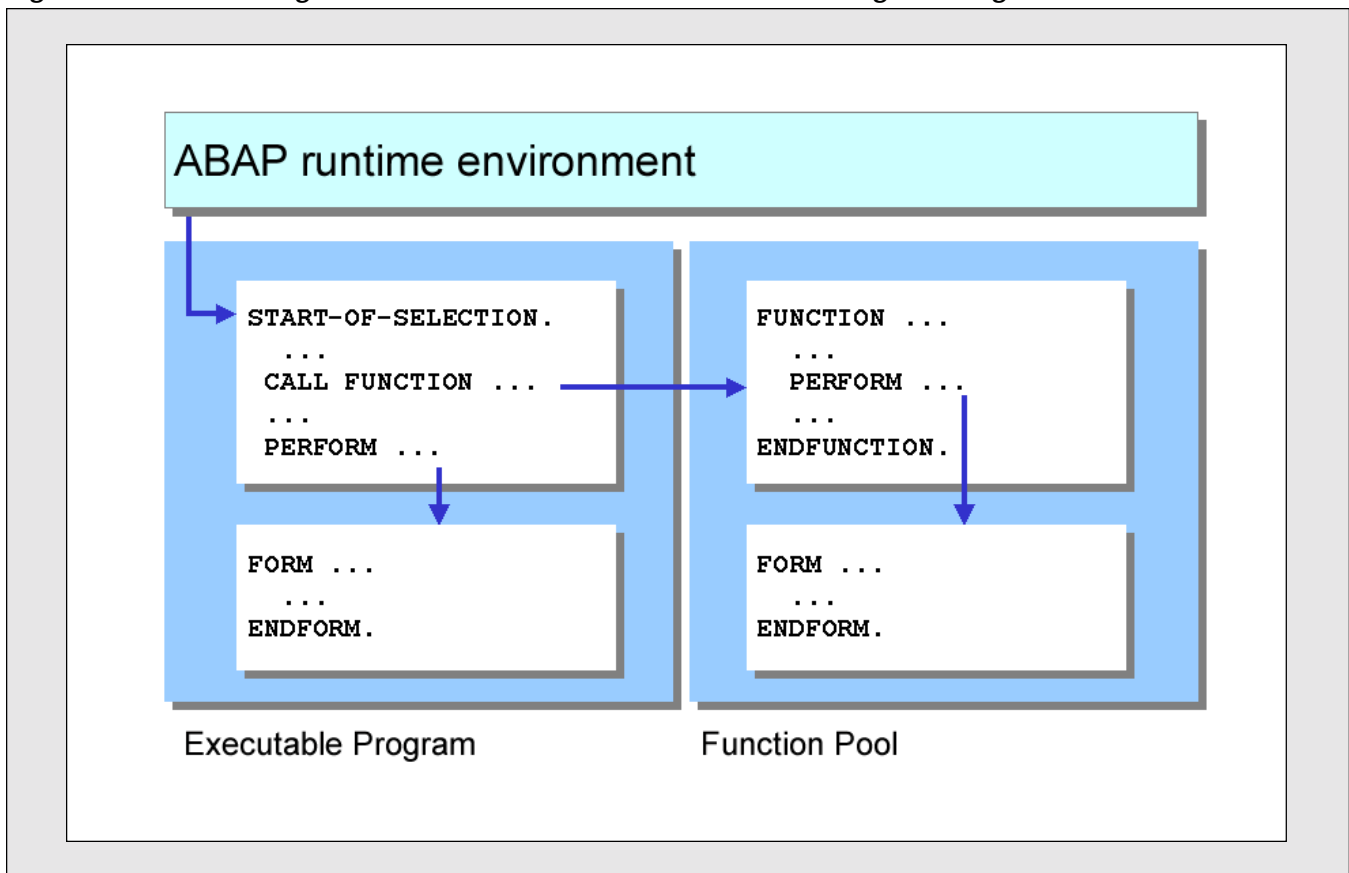 ABAP runtime environment
START-OF-SELECTION.
...
CALL FUNCTION ...
...
PERFORM ...
FORM ...
...
ENDFORM.
Executable Program
FUNCTION ...
...
PERFORM ...
...
ENDFUNCTION.
FORM ...
...
ENDFORM.
Function Pool